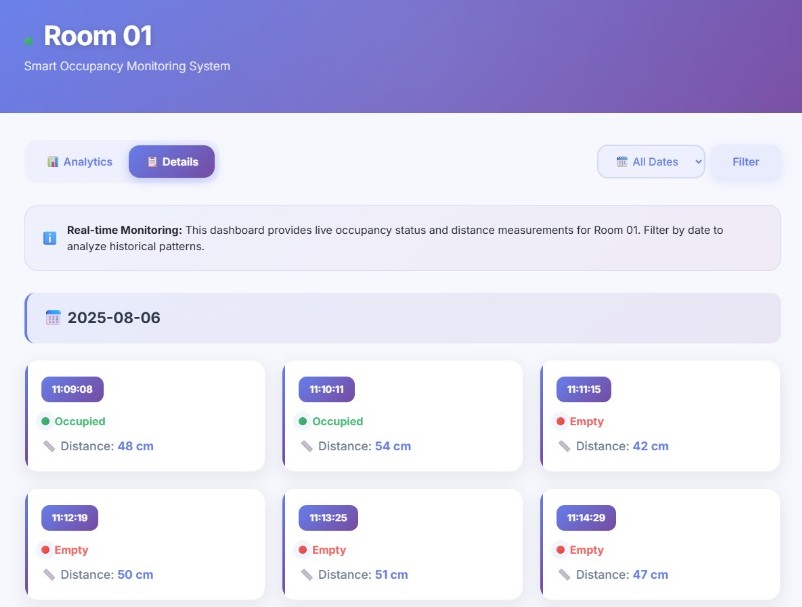 Room 01
Smart Occupancy Monitoring System
Analytics
Details
All Dates
Filter
Real-time Monitoring: This dashboard provides live occupancy status and distance measurements for Room 01. Filter by date to
analyze historical patterns.
2025-08-06
11:09:08
Occupied
Distance: 48 cm
11:10:11
Occupied
Distance: 54 cm
11:11:15
Empty
Distance: 42 cm
11:12:19
Empty
Distance: 50 cm
11:13:25
Empty
Distance: 51 cm
11:14:29
Empty
Distance: 47 cm